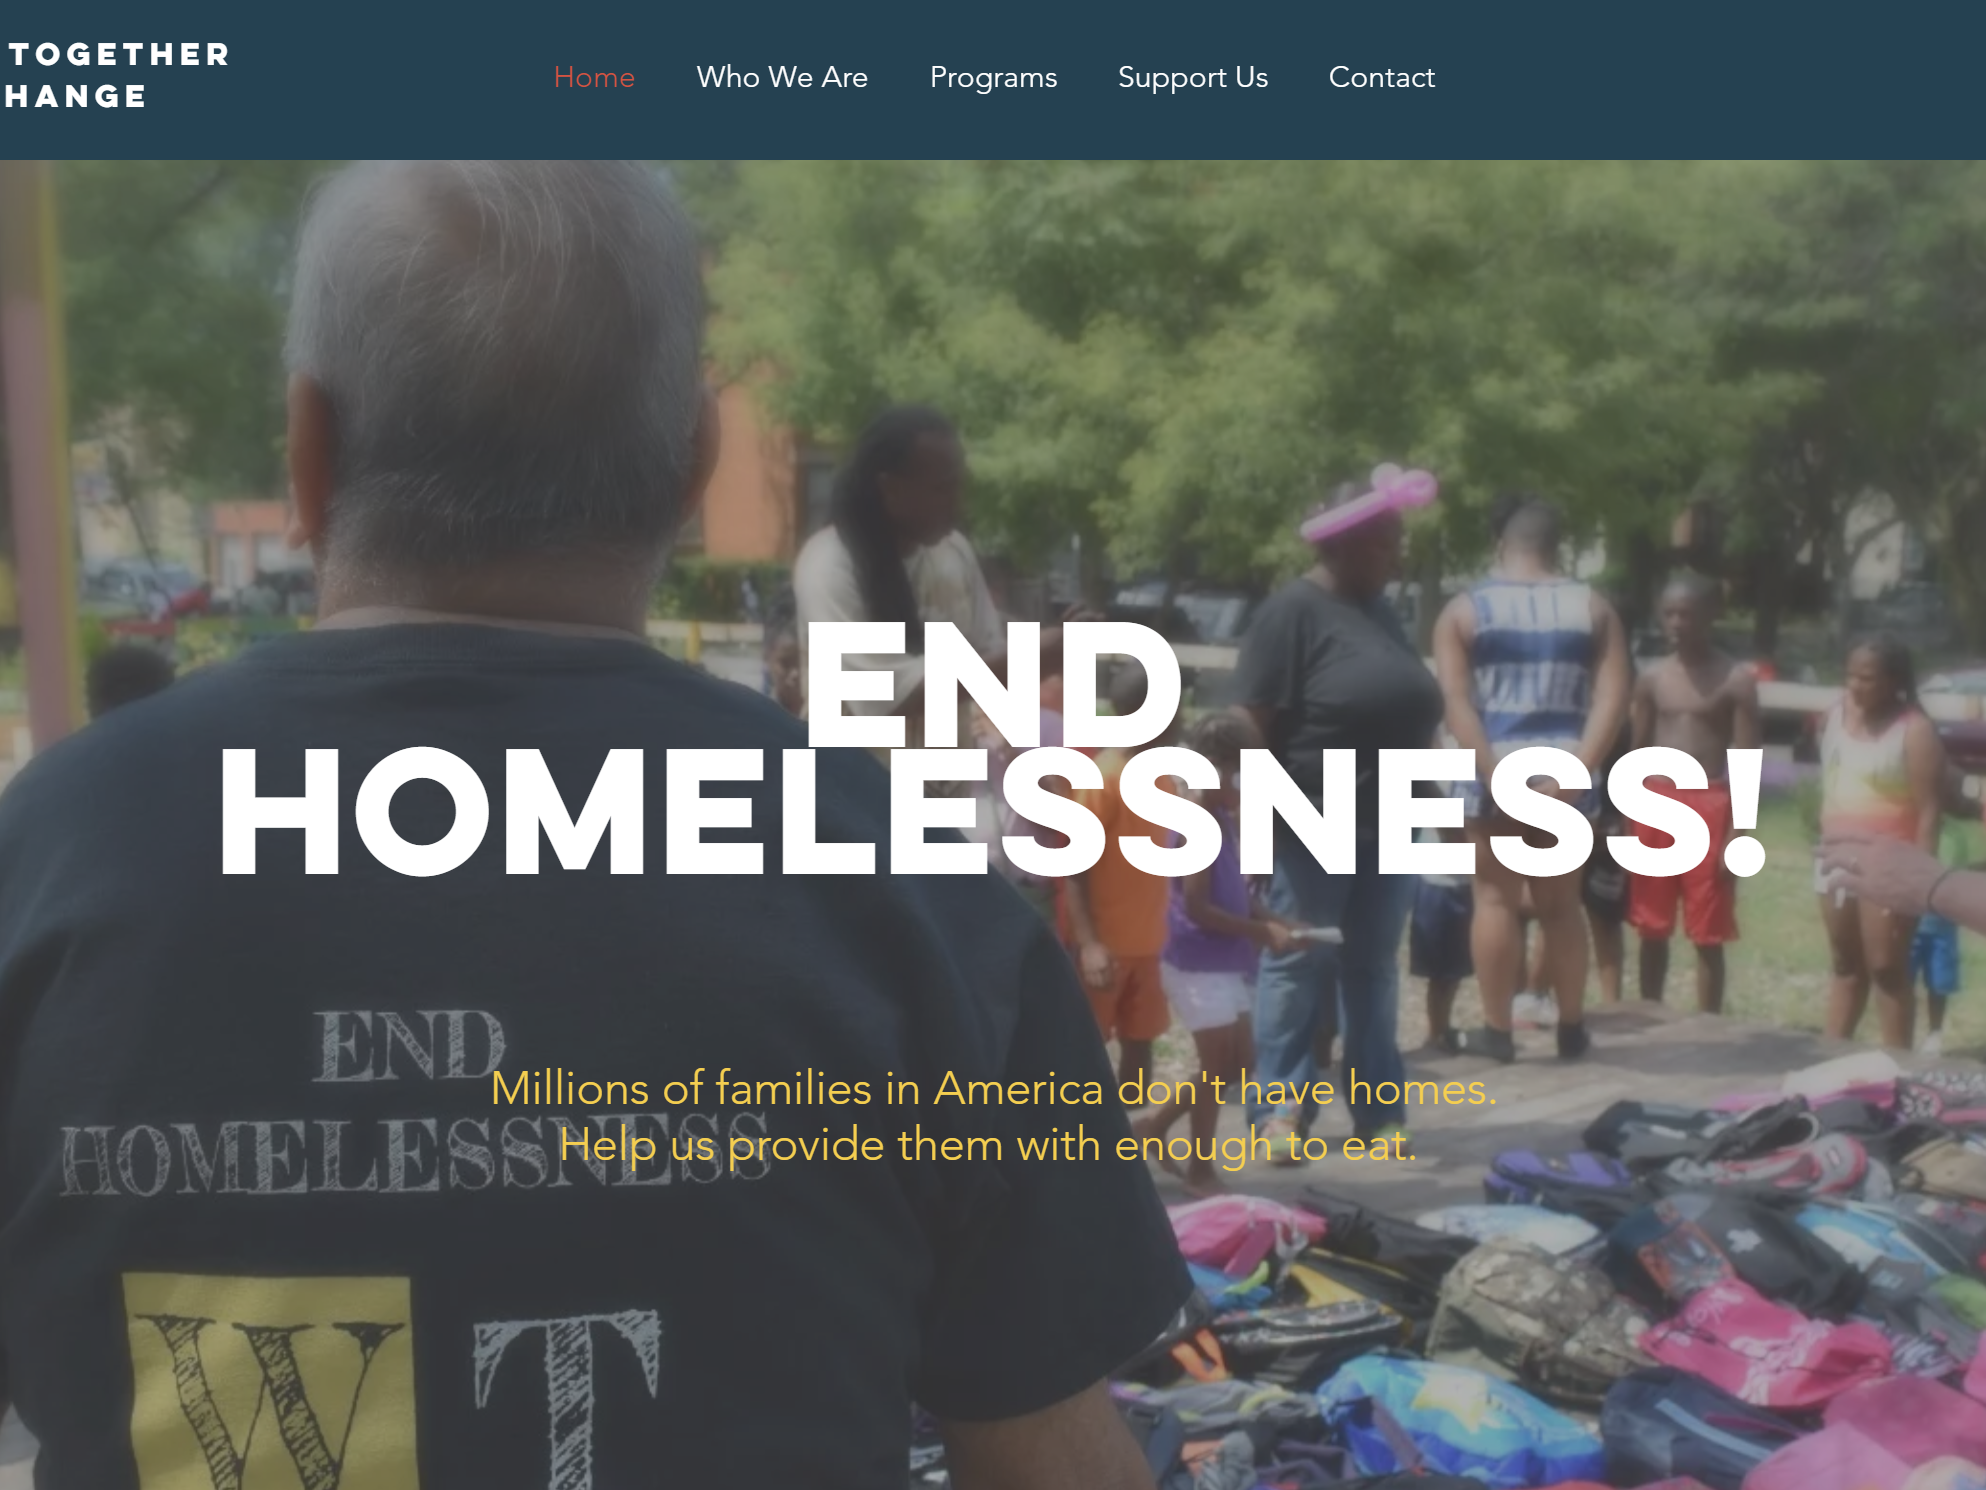 TOGETHER
HANGE
Home Who We Are Programs Support Us Contact
END
HOMELESSNESS!
END
HOMELESSNESS
Millions of families in America don't have homes.
Help us provide them with enough to eat.
W T